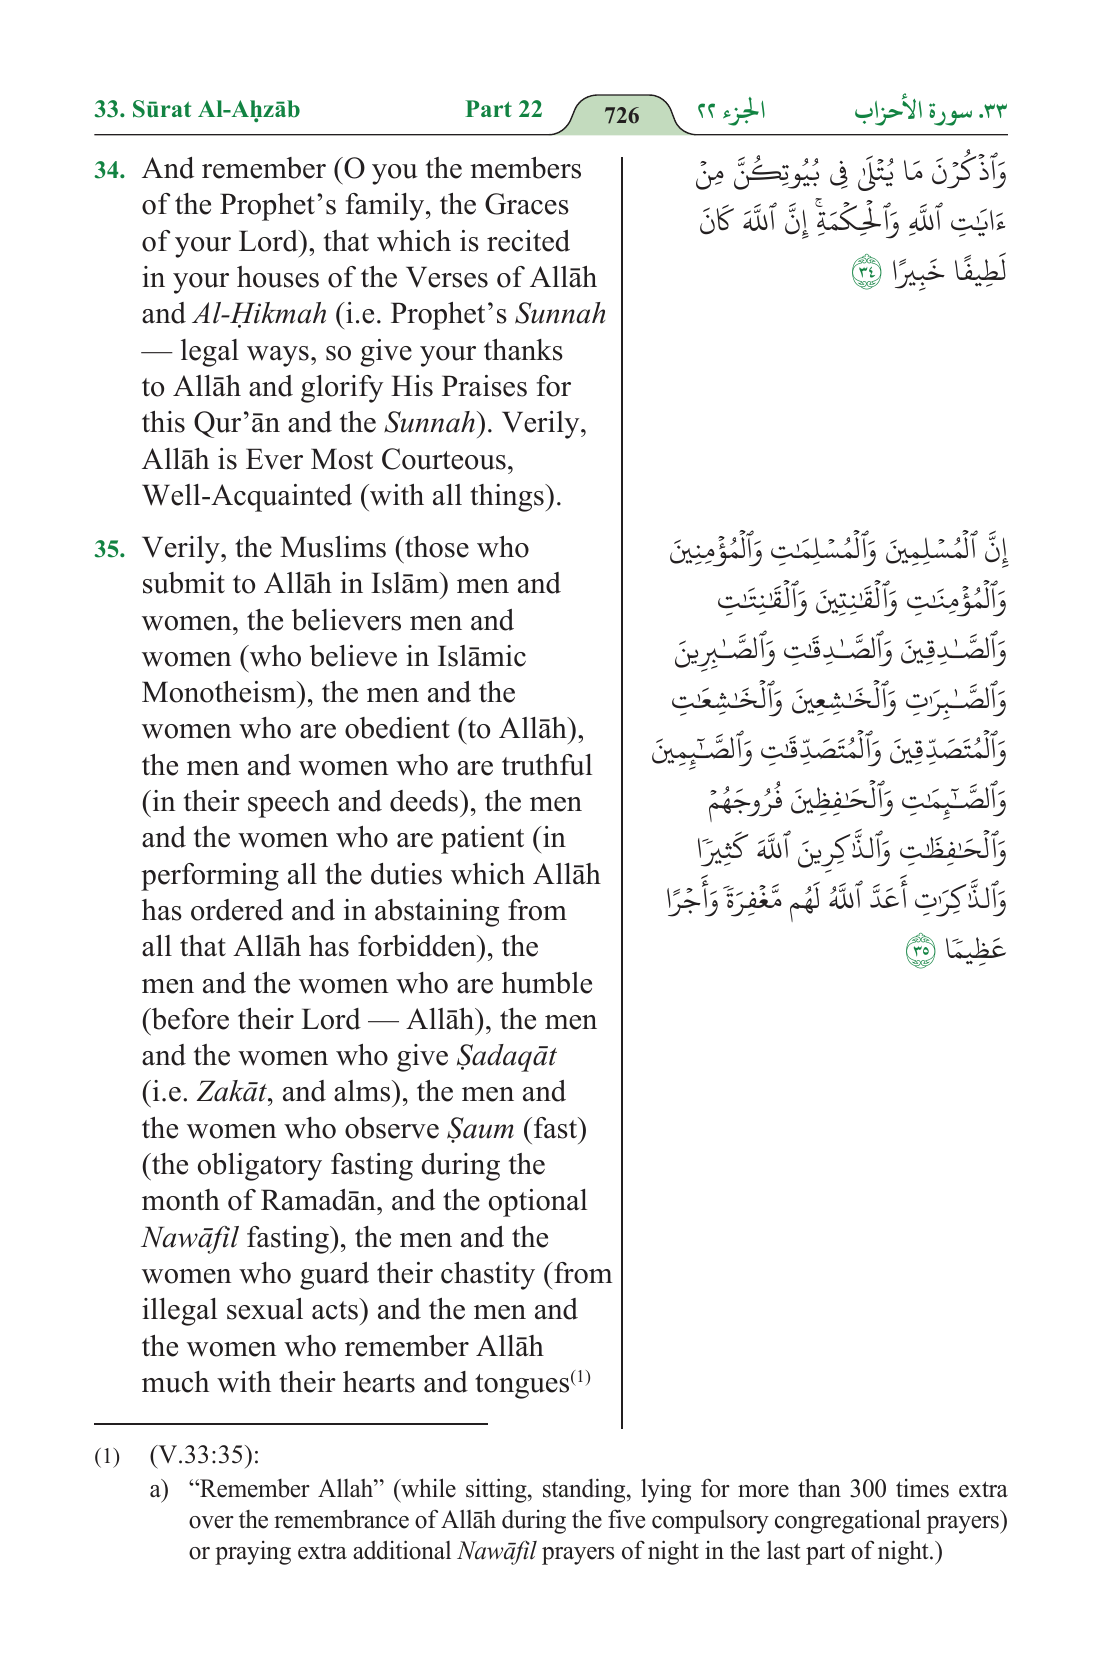 33. Sūrat Al-Aḥzāb Part 22 726 الجزء ٢٢ ٣٣. سورة الأحزاب
34. And remember (O you the members
of the Prophet’s family, the Graces
of your Lord), that which is recited
in your houses of the Verses of Allāh
and Al-Ḥikmah (i.e. Prophet’s Sunnah
— legal ways, so give your thanks
to Allāh and glorify His Praises for
this Qur’ān and the Sunnah). Verily,
Allāh is Ever Most Courteous,
Well-Acquainted (with all things).
وَٱذْكُرْنَ مَا يُتْلَىٰ فِى بُيُوتِكُنَّ مِنْ
ءَايَـٰتِ ٱللَّهِ وَٱلْحِكْمَةِ ۚ إِنَّ ٱللَّهَ كَانَ
لَطِيفًا خَبِيرًا ٣٤
35. Verily, the Muslims (those who
submit to Allāh in Islām) men and
women, the believers men and
women (who believe in Islāmic
Monotheism), the men and the
women who are obedient (to Allāh),
the men and women who are truthful
(in their speech and deeds), the men
and the women who are patient (in
performing all the duties which Allāh
has ordered and in abstaining from
all that Allāh has forbidden), the
men and the women who are humble
(before their Lord — Allāh), the men
and the women who give Ṣadaqāt
(i.e. Zakāt, and alms), the men and
the women who observe Ṣaum (fast)
(the obligatory fasting during the
month of Ramadān, and the optional
Nawāfil fasting), the men and the
women who guard their chastity (from
illegal sexual acts) and the men and
the women who remember Allāh
much with their hearts and tongues(1)
إِنَّ ٱلْمُسْلِمِينَ وَٱلْمُسْلِمَـٰتِ وَٱلْمُؤْمِنِينَ
وَٱلْمُؤْمِنَـٰتِ وَٱلْقَـٰنِتِينَ وَٱلْقَـٰنِتَـٰتِ
وَٱلصَّـٰدِقِينَ وَٱلصَّـٰدِقَـٰتِ وَٱلصَّـٰبِرِينَ
وَٱلصَّـٰبِرَٰتِ وَٱلْخَـٰشِعِينَ وَٱلْخَـٰشِعَـٰتِ
وَٱلْمُتَصَدِّقِينَ وَٱلْمُتَصَدِّقَـٰتِ وَٱلصَّـٰٓئِمِينَ
وَٱلصَّـٰٓئِمَـٰتِ وَٱلْحَـٰفِظِينَ فُرُوجَهُمْ
وَٱلْحَـٰفِظَـٰتِ وَٱلذَّٰكِرِينَ ٱللَّهَ كَثِيرًا
وَٱلذَّٰكِرَٰتِ أَعَدَّ ٱللَّهُ لَهُم مَّغْفِرَةً وَأَجْرًا
عَظِيمًا ٣٥
(1) (V.33:35):
a) “Remember Allah” (while sitting, standing, lying for more than 300 times extra
over the remembrance of Allāh during the five compulsory congregational prayers)
or praying extra additional Nawāfil prayers of night in the last part of night.)